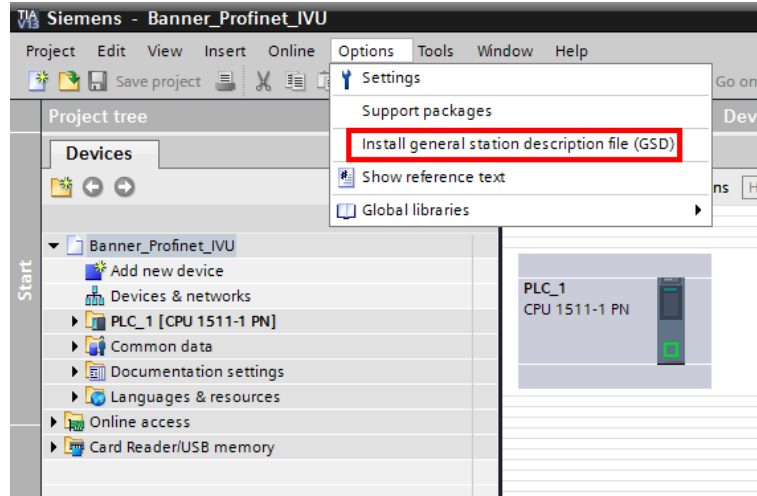 TIA V13 Siemens - Banner_Profinet_IVU
Project Edit View Insert Online Options Tools Window Help
Save project
Go on
Settings
Support packages
Install general station description file (GSD)
Show reference text
Global libraries
Project tree
Dev
Devices
ns H
Start
Banner_Profinet_IVU
Add new device
Devices & networks
PLC_1 [CPU 1511-1 PN]
Common data
Documentation settings
Languages & resources
Online access
Card Reader/USB memory
PLC_1
CPU 1511-1 PN